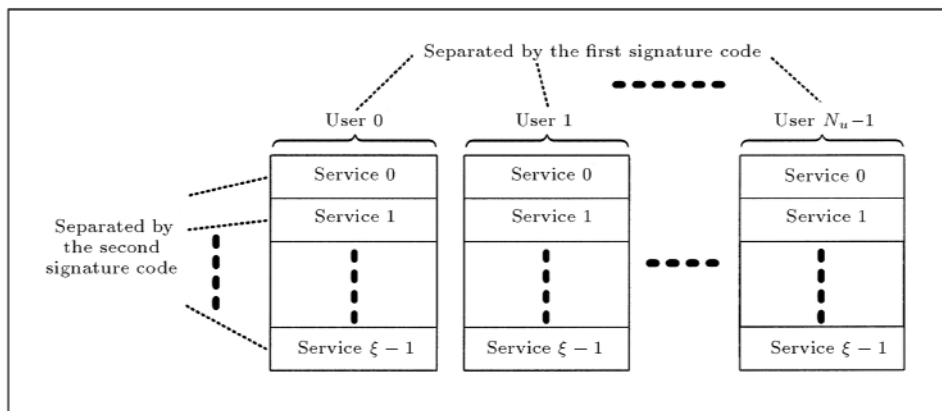 Separated by the first signature code
User 0
User 1
User N_u−1
Service 0
Service 0
Service 0
Service 1
Service 1
Service 1
Separated by
the second
signature code
Service ξ − 1
Service ξ − 1
Service ξ − 1